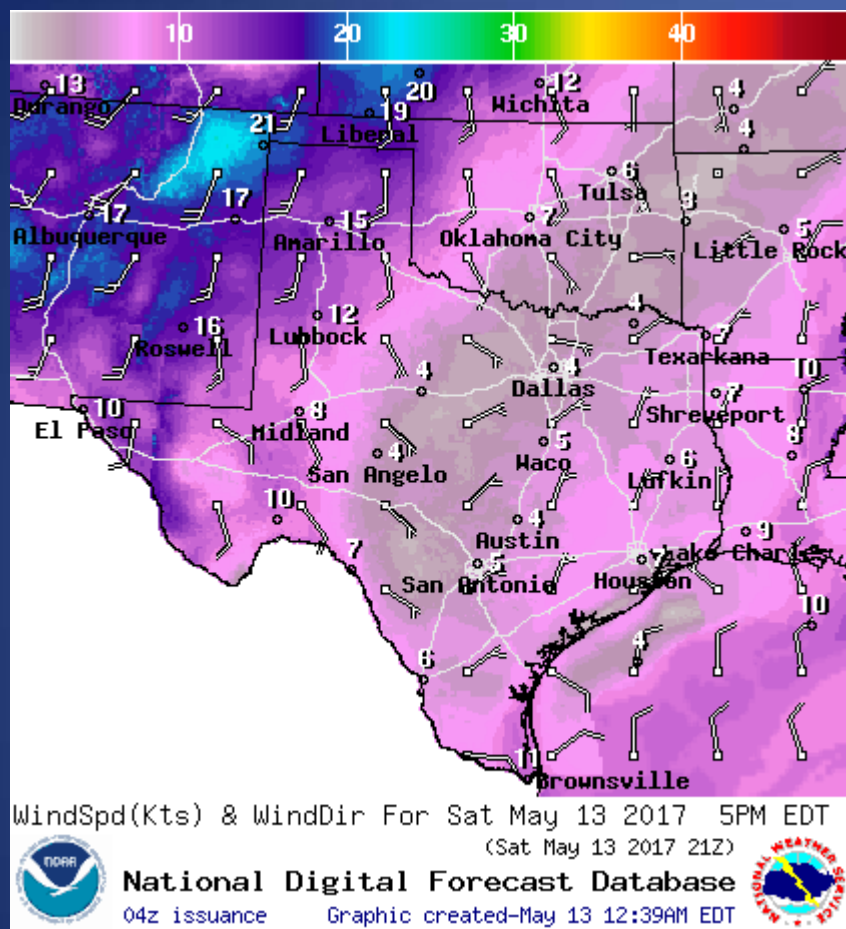 10 20 30 40
13 20 12 4
Durango Wichita
19
Liberal
21 4
6
Tulsa
17 17 15 7 3 5
Albuquerque Amarillo Oklahoma City Little Rock
16 12 4 7
Roswell Lubbock Texarkana
4 4 10
Dallas
10 8 7
El Paso Midland Shreveport
4 5 6 8
San Angelo Waco Lufkin
10 4 9
Austin Lake Charles
7 5 7
San Antonio Houston
10
6 4
11
Brownsville
WindSpd(Kts) & WindDir For Sat May 13 2017 5PM EDT
(Sat May 13 2017 21Z)
National Digital Forecast Database
04z issuance Graphic created-May 13 12:39AM EDT
NOAA
NATIONAL WEATHER SERVICE